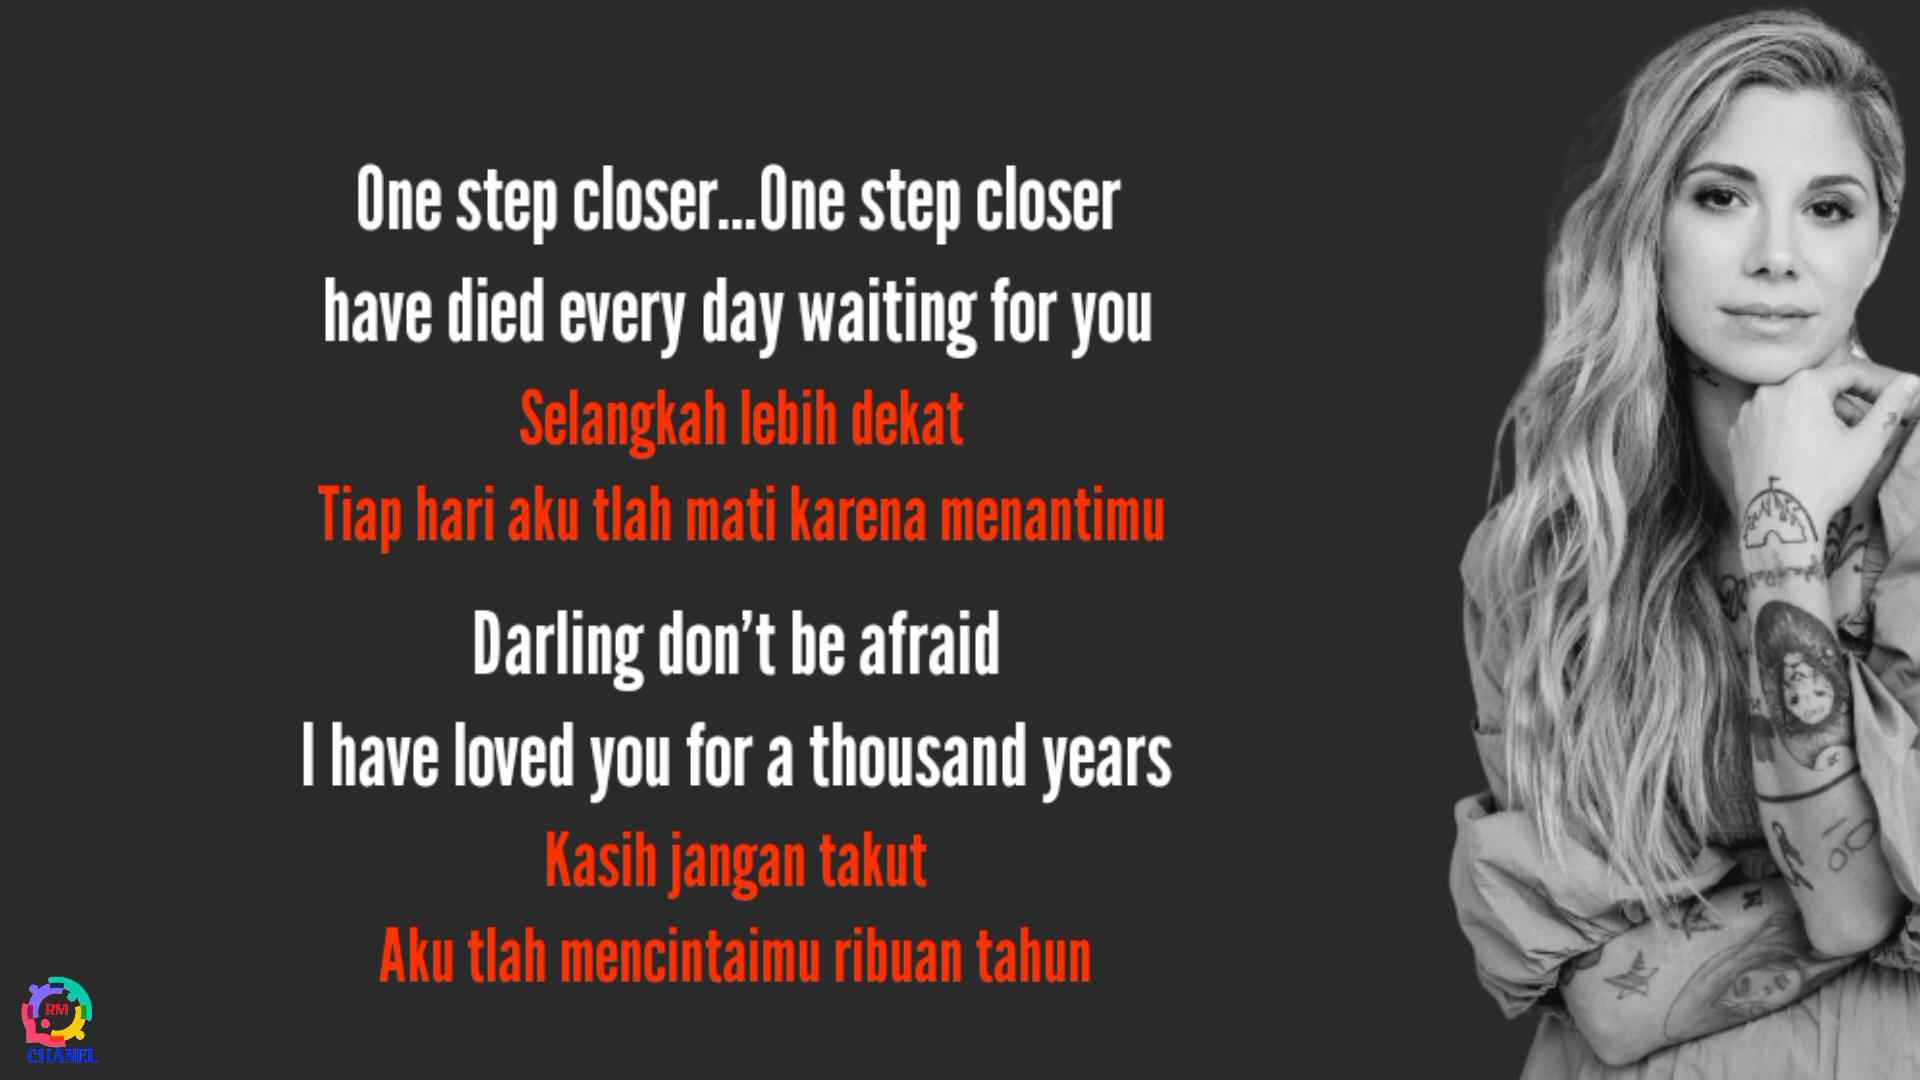 One step closer...One step closer
have died every day waiting for you
Selangkah lebih dekat
Tiap hari aku tlah mati karena menantimu
Darling don't be afraid
I have loved you for a thousand years
Kasih jangan takut
Aku tlah mencintaimu ribuan tahun
RM
CHANEL